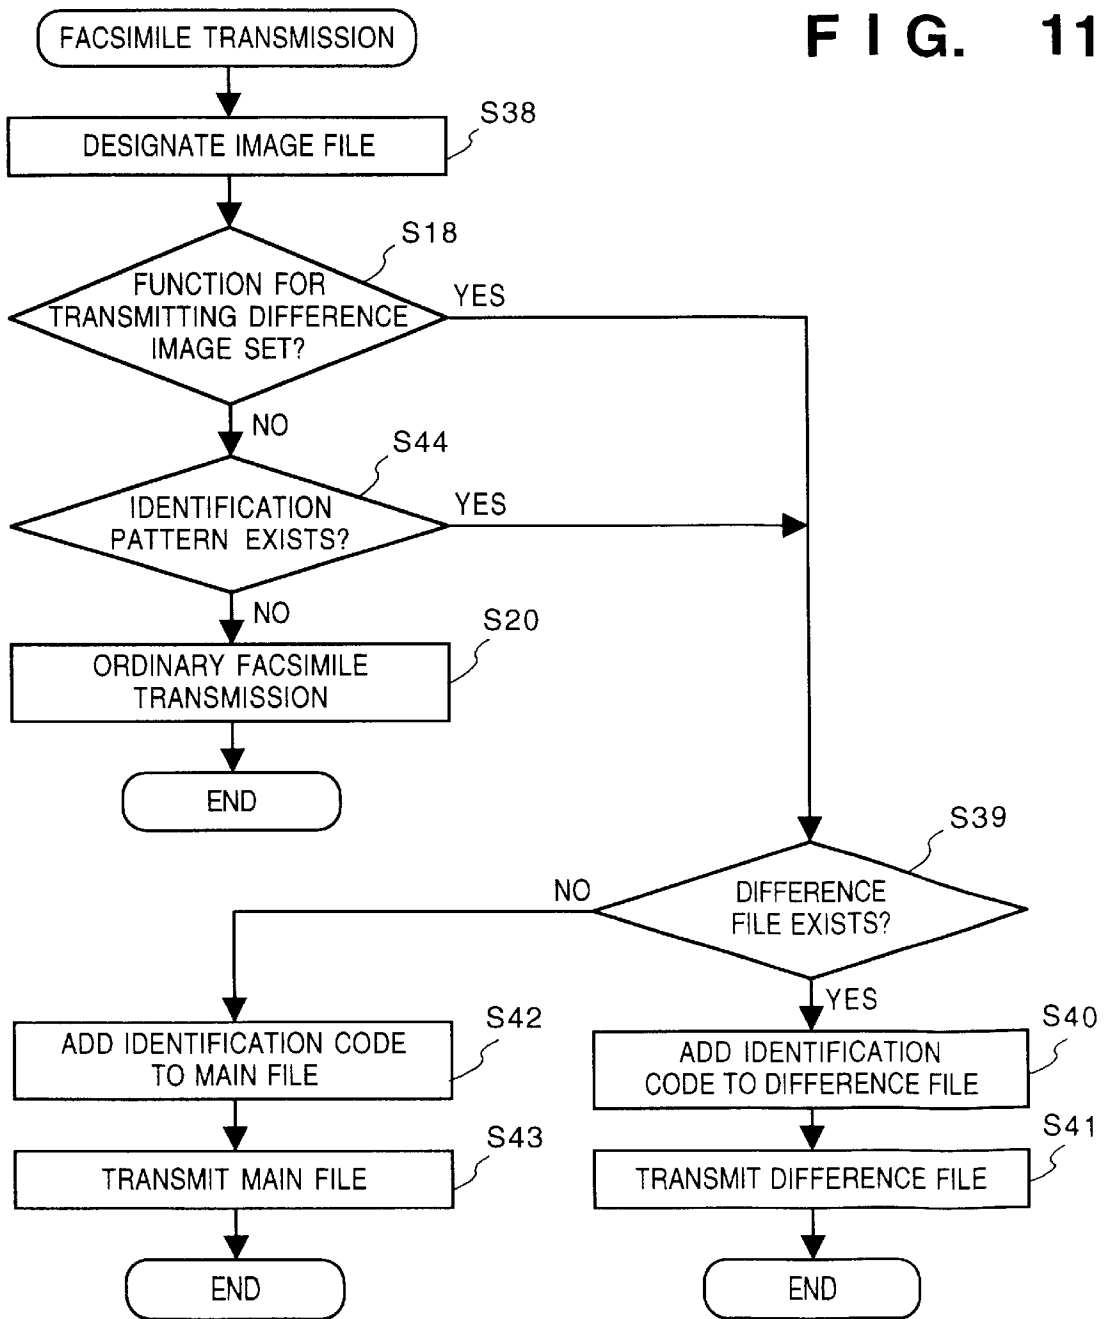 FIG. 11
FACSIMILE TRANSMISSION
S38
DESIGNATE IMAGE FILE
S18
FUNCTION FOR
TRANSMITTING DIFFERENCE
IMAGE SET?
YES
NO
S44
IDENTIFICATION
PATTERN EXISTS?
YES
NO
S20
ORDINARY FACSIMILE
TRANSMISSION
END
S39
DIFFERENCE
FILE EXISTS?
NO
YES
S42
ADD IDENTIFICATION CODE
TO MAIN FILE
S43
TRANSMIT MAIN FILE
END
S40
ADD IDENTIFICATION
CODE TO DIFFERENCE FILE
S41
TRANSMIT DIFFERENCE FILE
END